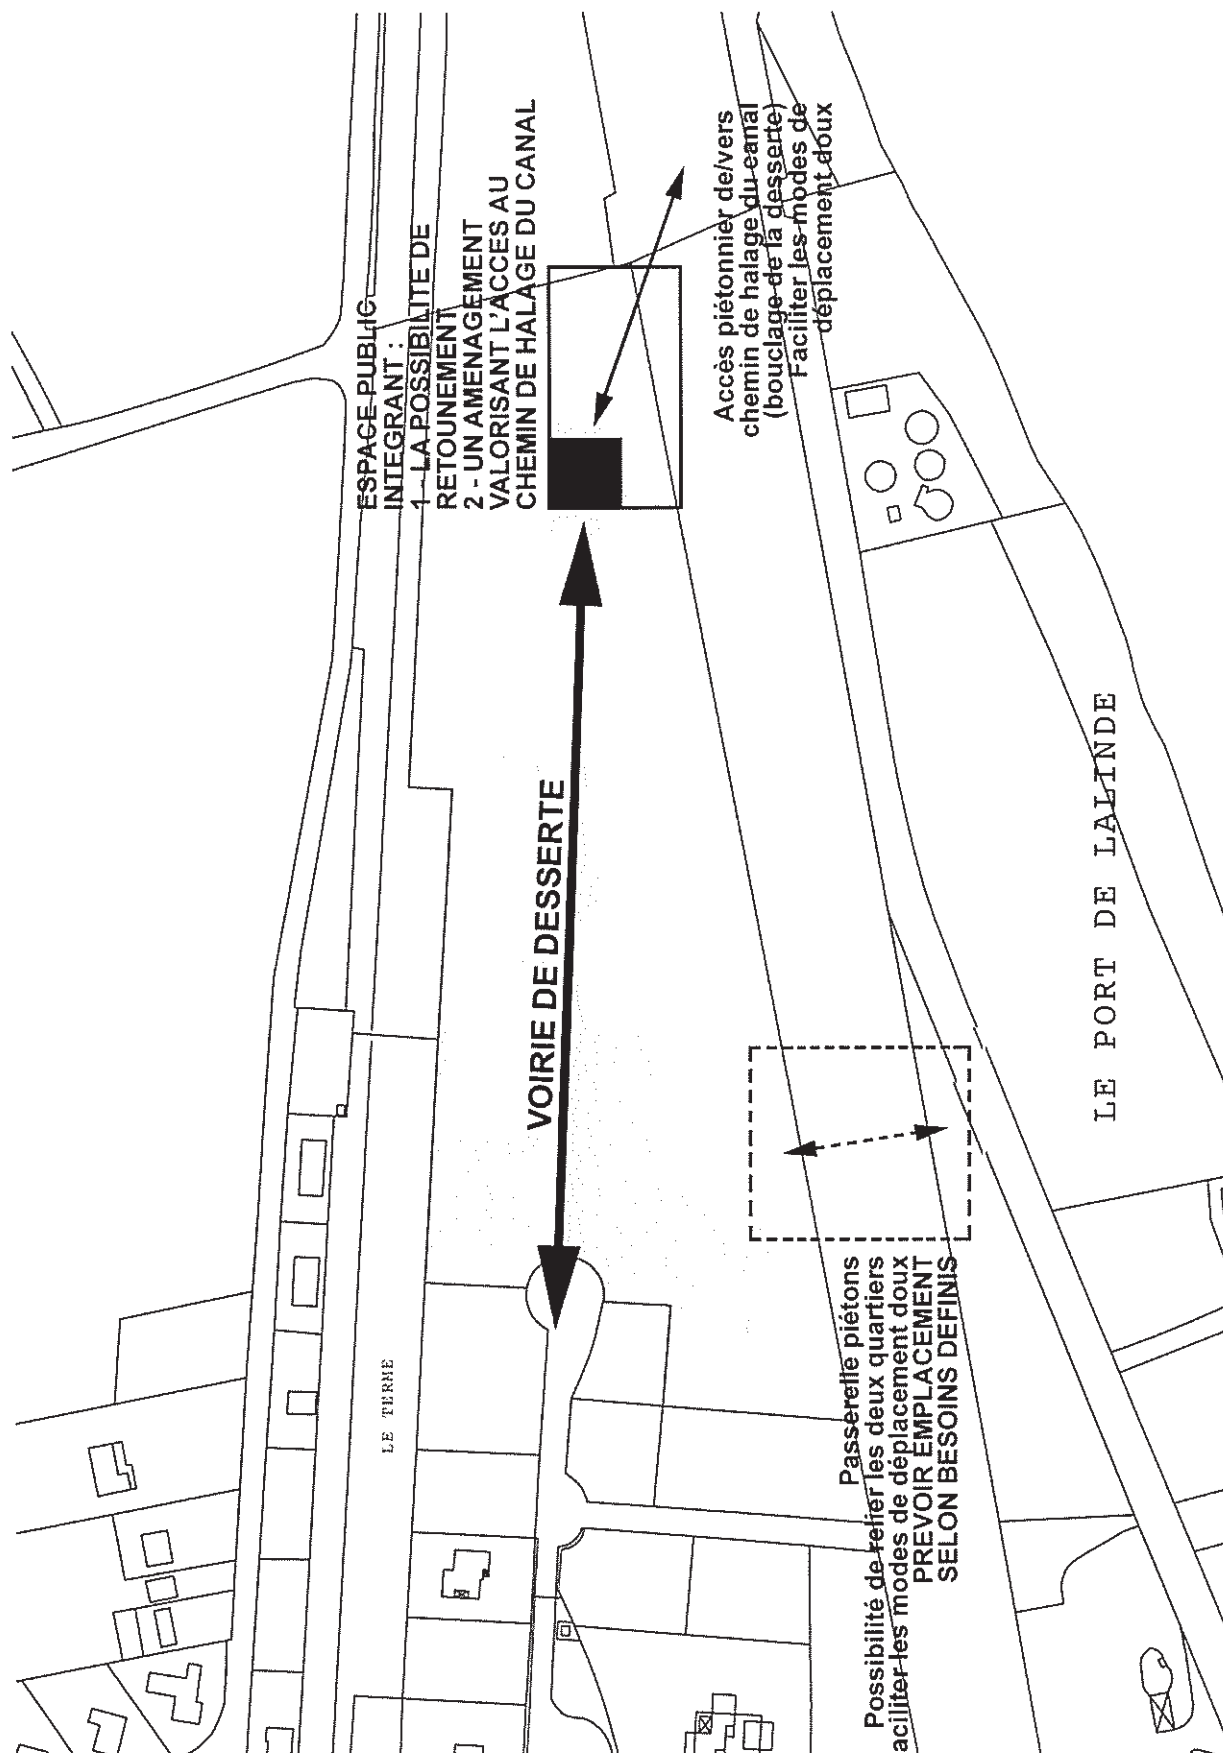 ESPACE PUBLIC
INTEGRANT :
1 - LA POSSIBILITE DE
RETOUNEMENT
2 - UN AMENAGEMENT
VALORISANT L'ACCES AU
CHEMIN DE HALAGE DU CANAL
Accès piétonnier de/vers
chemin de halage du canal
(bouclage de la desserte)
Faciliter les modes de
déplacement doux
VOIRIE DE DESSERTE
LE PORT DE LALINDE
LE TERME
Passerelle piétons
Possibilité de relier les deux quartiers
aciliter les modes de déplacement doux
PREVOIR EMPLACEMENT
SELON BESOINS DEFINIS